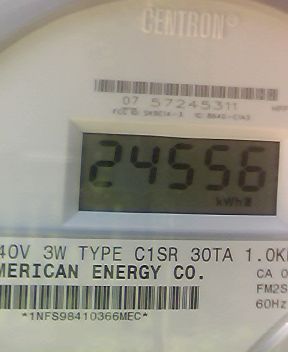 CENTRON
07 57245311
24556
kWh
40V 3W TYPE C1SR 30TA 1.0K
MERICAN ENERGY CO.
CA 0
FM2S
60Hz
*1NFS98410366MEC*